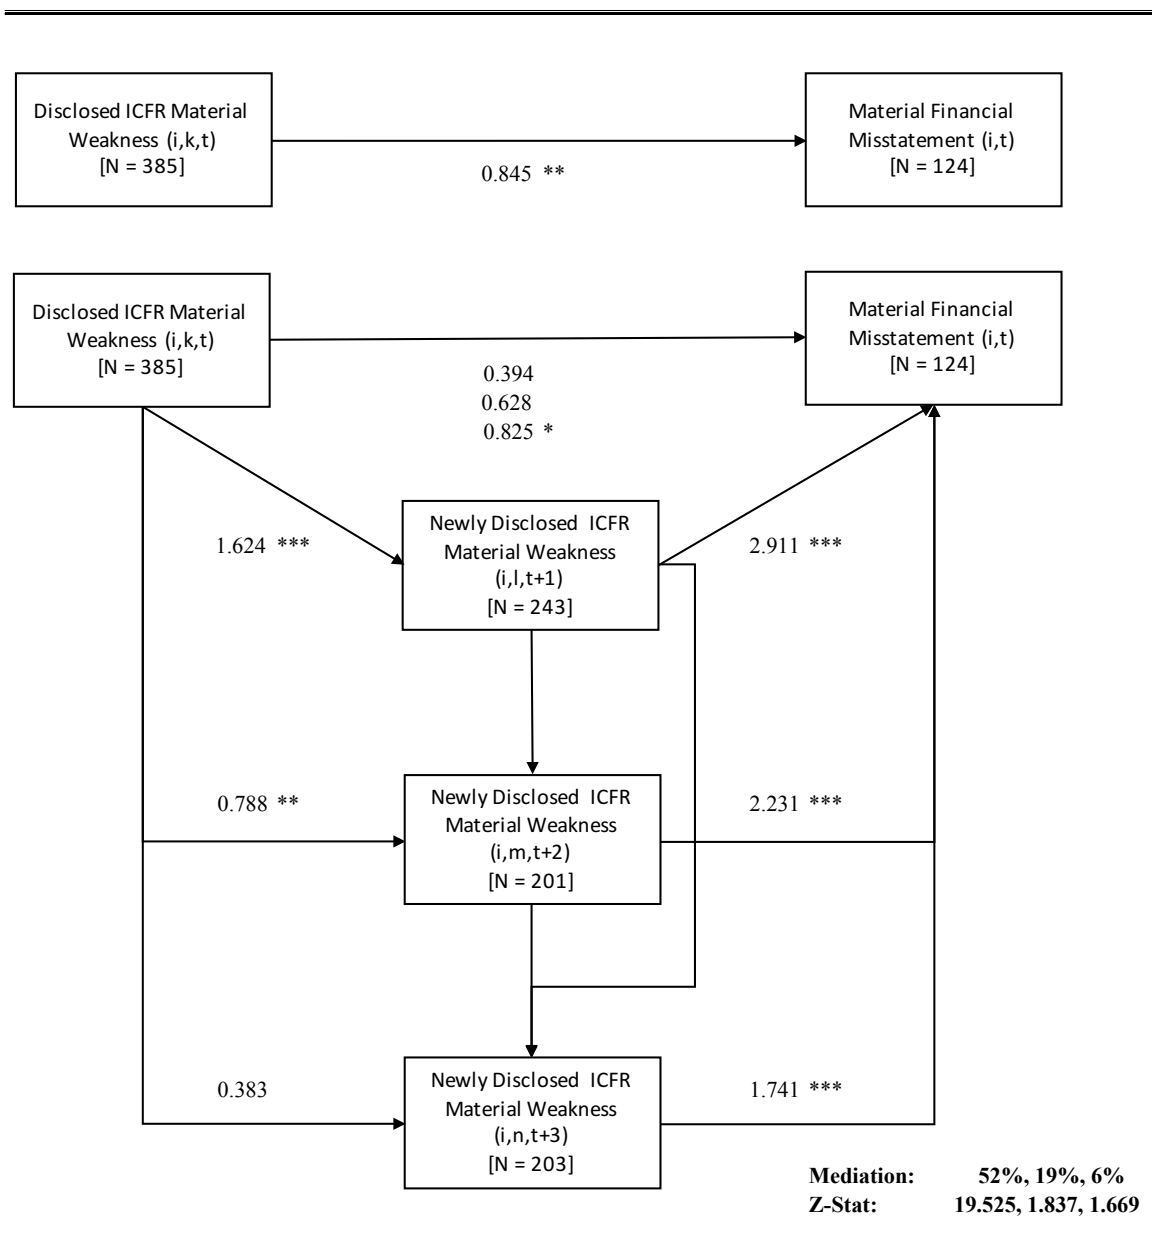 Disclosed ICFR Material
Weakness (i,k,t)
[N = 385]
Material Financial
Misstatement (i,t)
[N = 124]
0.845 **
Disclosed ICFR Material
Weakness (i,k,t)
[N = 385]
Material Financial
Misstatement (i,t)
[N = 124]
0.394
0.628
0.825 *
Newly Disclosed ICFR
Material Weakness
(i,l,t+1)
[N = 243]
1.624 ***
2.911 ***
Newly Disclosed ICFR
Material Weakness
(i,m,t+2)
[N = 201]
0.788 **
2.231 ***
Newly Disclosed ICFR
Material Weakness
(i,n,t+3)
[N = 203]
0.383
1.741 ***
Mediation: 52%, 19%, 6%
Z-Stat: 19.525, 1.837, 1.669